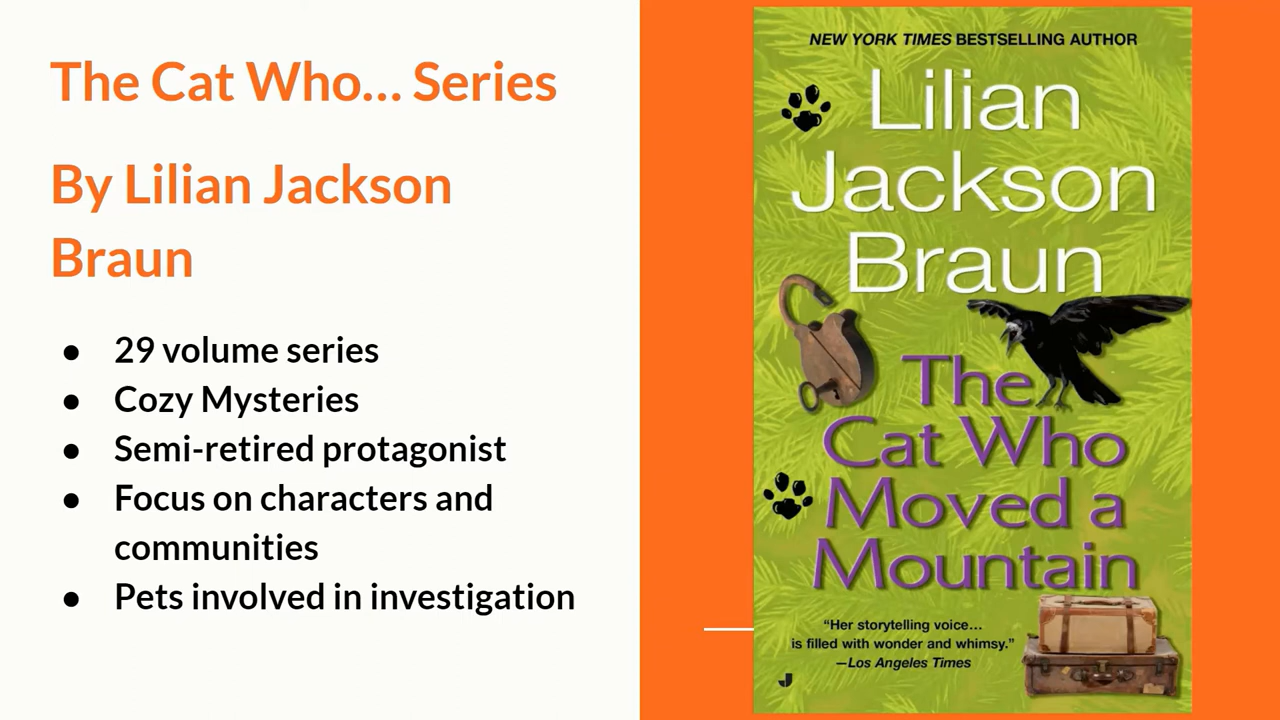 The Cat Who... Series
By Lilian Jackson
Braun
● 29 volume series
● Cozy Mysteries
● Semi-retired protagonist
● Focus on characters and
communities
● Pets involved in investigation
NEW YORK TIMES BESTSELLING AUTHOR
Lilian
Jackson
Braun
The
Cat Who
Moved a
Mountain
“Her storytelling voice…
is filled with wonder and whimsy.”
—Los Angeles Times
J